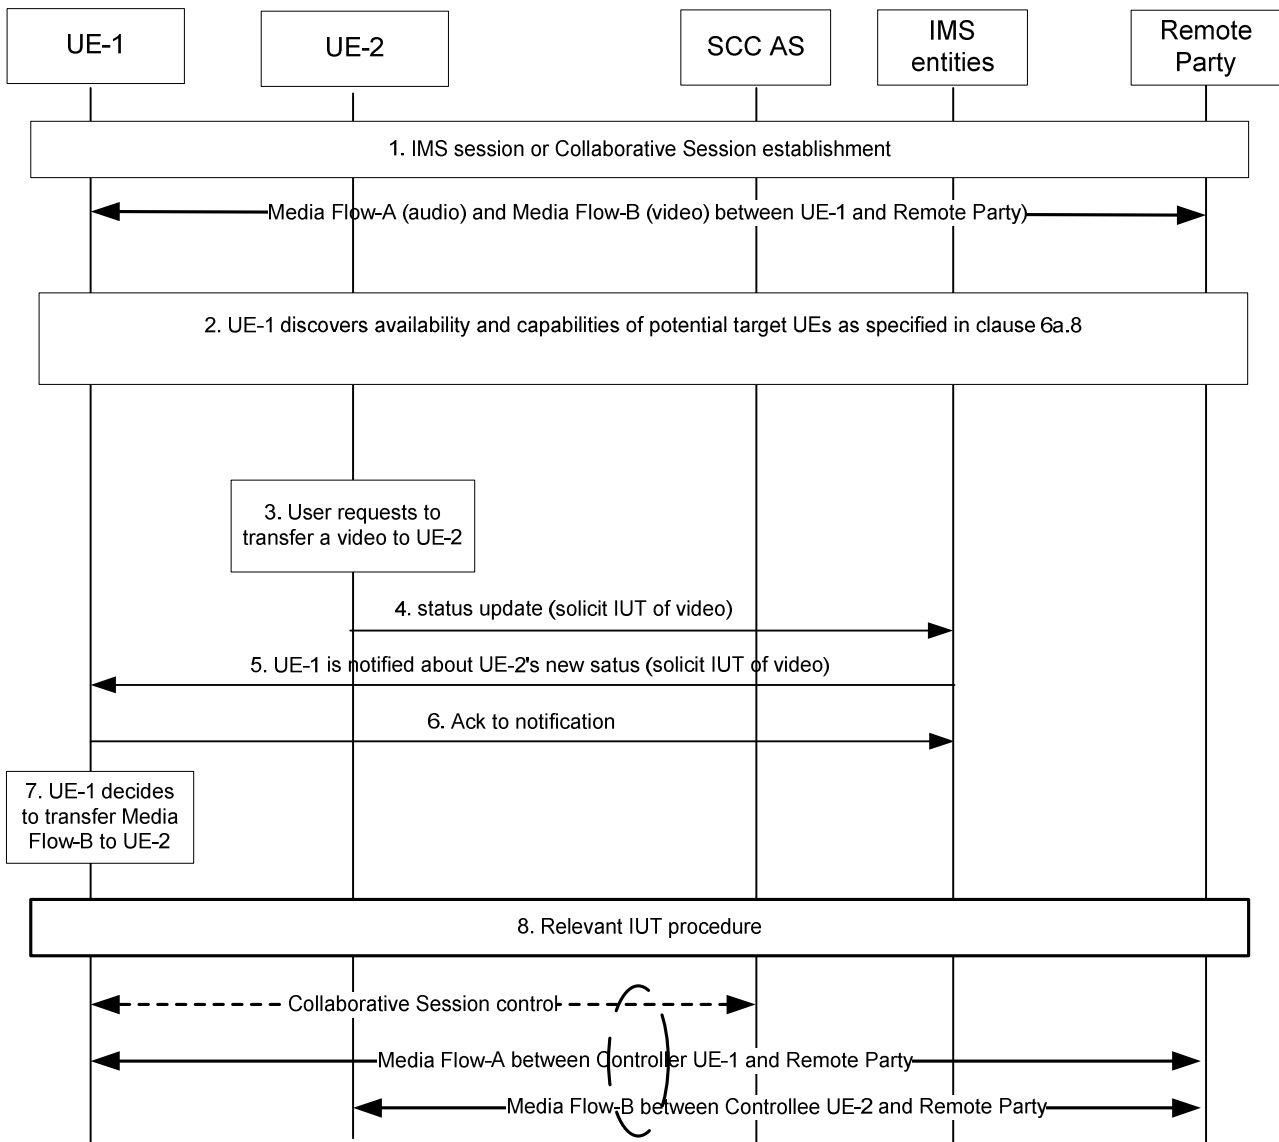 UE-1
UE-2
SCC AS
IMS
entities
Remote
Party
1. IMS session or Collaborative Session establishment
Media Flow-A (audio) and Media Flow-B (video) between UE-1 and Remote Party)
2. UE-1 discovers availability and capabilities of potential target UEs as specified in clause 6a.8
3. User requests to
transfer a video to UE-2
4. status update (solicit IUT of video)
5. UE-1 is notified about UE-2's new satus (solicit IUT of video)
6. Ack to notification
7. UE-1 decides
to transfer Media
Flow-B to UE-2
8. Relevant IUT procedure
Collaborative Session control
Media Flow-A between Controller UE-1 and Remote Party
Media Flow-B between Controllee UE-2 and Remote Party